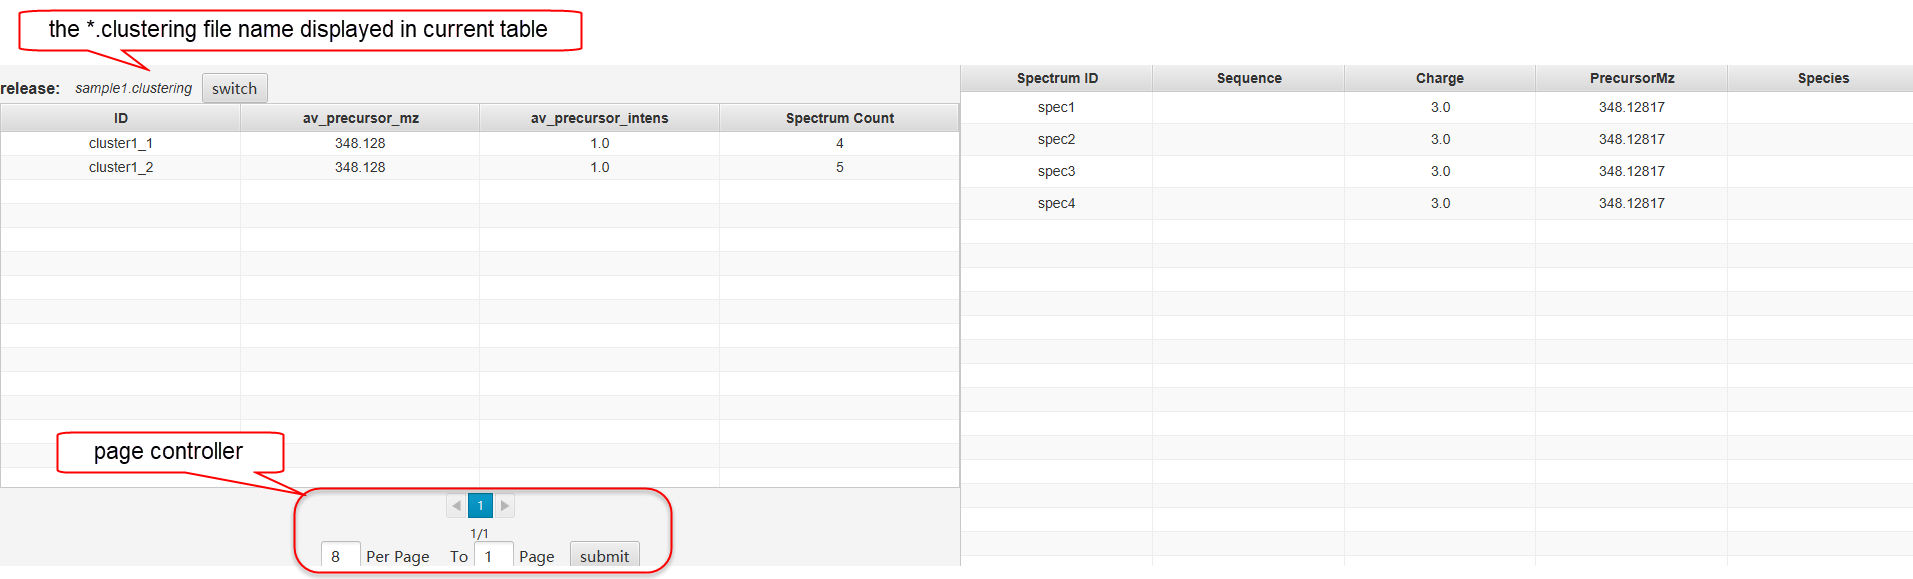 the *.clustering file name displayed in current table
release: sample1.clustering switch
ID av_precursor_mz av_precursor_intens Spectrum Count
cluster1_1 348.128 1.0 4
cluster1_2 348.128 1.0 5
page controller
1
1/1
8 Per Page To 1 Page submit
Spectrum ID Sequence Charge PrecursorMz Species
spec1 3.0 348.12817
spec2 3.0 348.12817
spec3 3.0 348.12817
spec4 3.0 348.12817